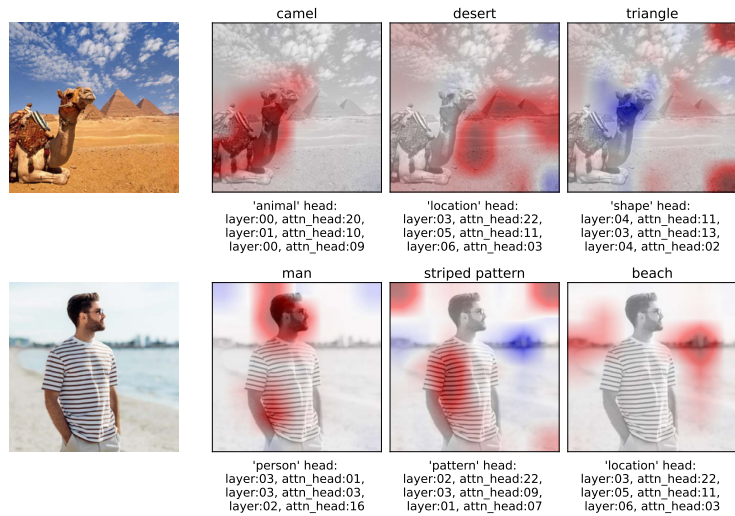 camel
desert
triangle
'animal' head:
layer:00, attn_head:20,
layer:01, attn_head:10,
layer:00, attn_head:09
'location' head:
layer:03, attn_head:22,
layer:05, attn_head:11,
layer:06, attn_head:03
'shape' head:
layer:04, attn_head:11,
layer:03, attn_head:13,
layer:04, attn_head:02
man
striped pattern
beach
'person' head:
layer:03, attn_head:01,
layer:03, attn_head:03,
layer:02, attn_head:16
'pattern' head:
layer:02, attn_head:22,
layer:03, attn_head:09,
layer:01, attn_head:07
'location' head:
layer:03, attn_head:22,
layer:05, attn_head:11,
layer:06, attn_head:03